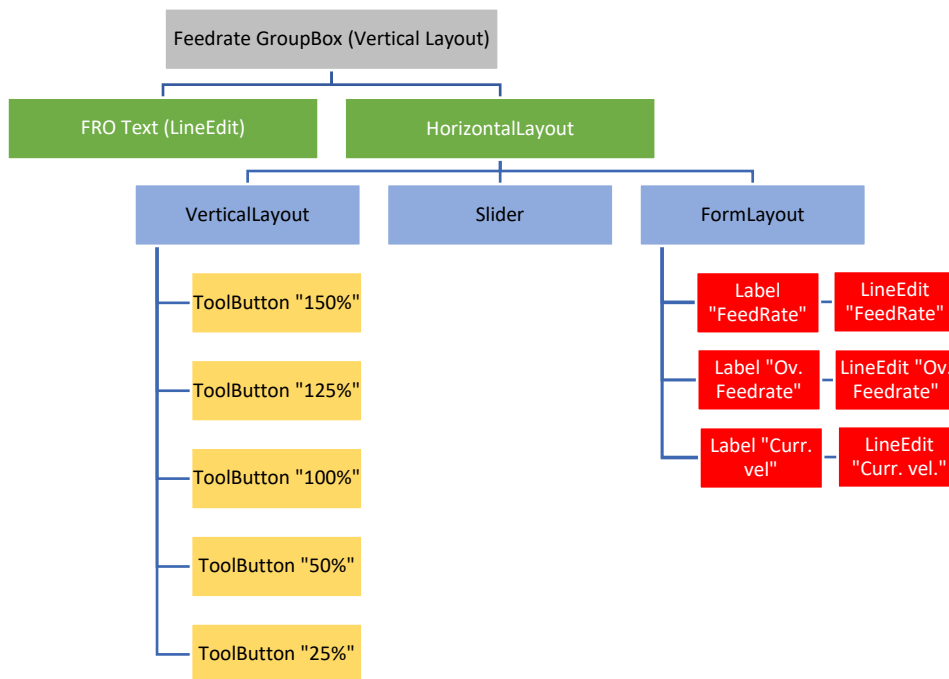 Feedrate GroupBox (Vertical Layout)
FRO Text (LineEdit)
HorizontalLayout
VerticalLayout
Slider
FormLayout
ToolButton "150%"
ToolButton "125%"
ToolButton "100%"
ToolButton "50%"
ToolButton "25%"
Label
"FeedRate"
LineEdit
"FeedRate"
Label "Ov.
Feedrate"
LineEdit "Ov.
Feedrate"
Label "Curr.
vel"
LineEdit
"Curr. vel."